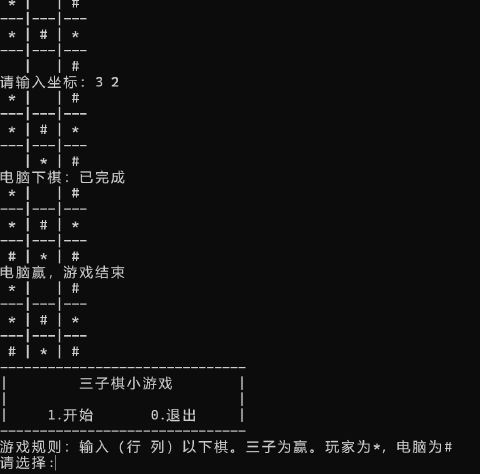 * |   | #
---|---|---
 * | # | *
---|---|---
   |   | #
请输入坐标: 3 2
 * |   | #
---|---|---
 * | # | *
---|---|---
   | * | #
电脑下棋: 已完成
 * |   | #
---|---|---
 * | # | *
---|---|---
 # | * | #
电脑赢, 游戏结束
 * |   | #
---|---|---
 * | # | *
---|---|---
 # | * | #
-------------------------------
|         三子棋小游戏        |
|                             |
|     1.开始       0.退出     |
-------------------------------
游戏规则: 输入（行 列）以下棋。三子为赢。玩家为*, 电脑为#
请选择: